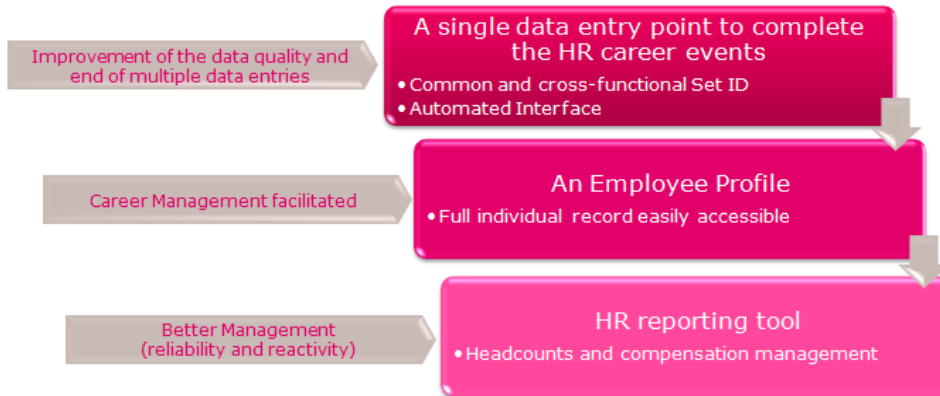 Improvement of the data quality and
end of multiple data entries
A single data entry point to complete
the HR career events
• Common and cross-functional Set ID
• Automated Interface
Career Management facilitated
An Employee Profile
• Full individual record easily accessible
Better Management
(reliability and reactivity)
HR reporting tool
• Headcounts and compensation management